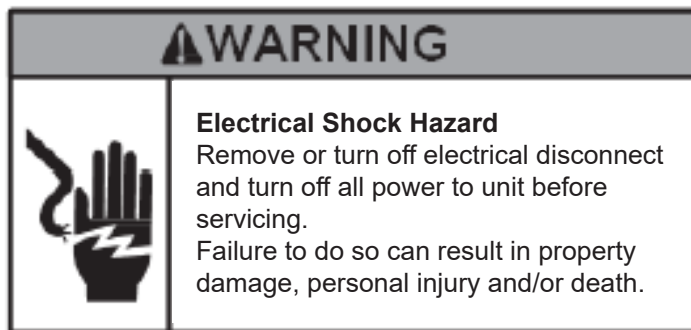 WARNING
Electrical Shock Hazard
Remove or turn off electrical disconnect
and turn off all power to unit before
servicing.
Failure to do so can result in property
damage, personal injury and/or death.